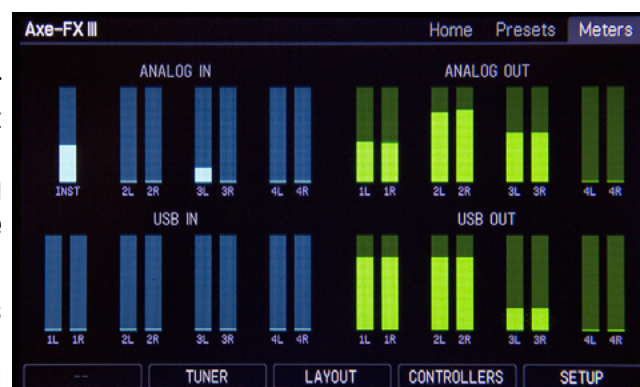 Axe-FX III Home Presets Meters
ANALOG IN ANALOG OUT
INST 2L 2R 3L 3R 4L 4R 1L 1R 2L 2R 3L 3R 4L 4R
USB IN USB OUT
1L 1R 2L 2R 3L 3R 4L 4R 1L 1R 2L 2R 3L 3R 4L 4R
-- TUNER LAYOUT CONTROLLERS SETUP